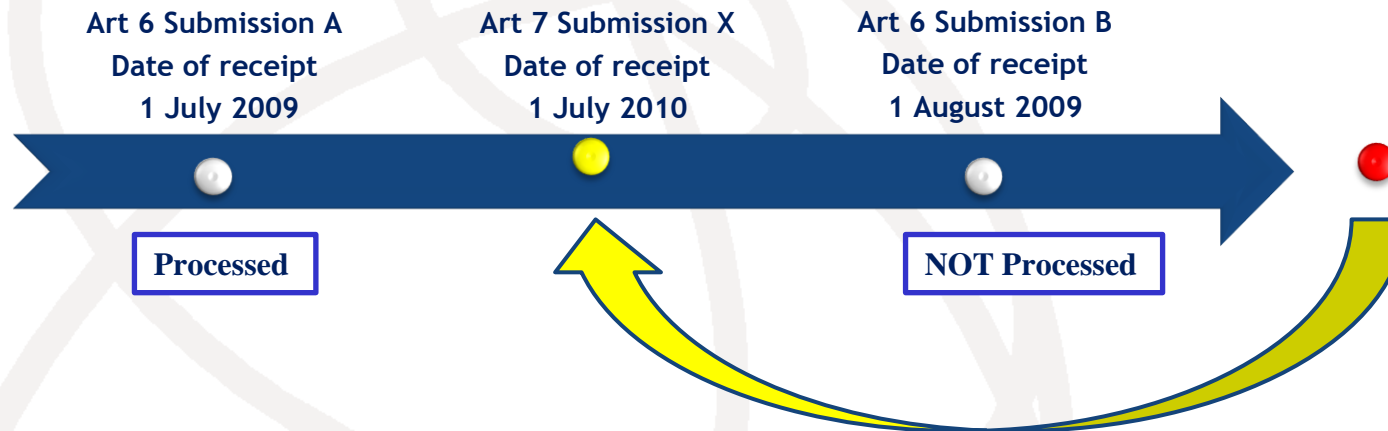 Art 6 Submission A
Date of receipt
1 July 2009
Art 7 Submission X
Date of receipt
1 July 2010
Art 6 Submission B
Date of receipt
1 August 2009
Processed
NOT Processed